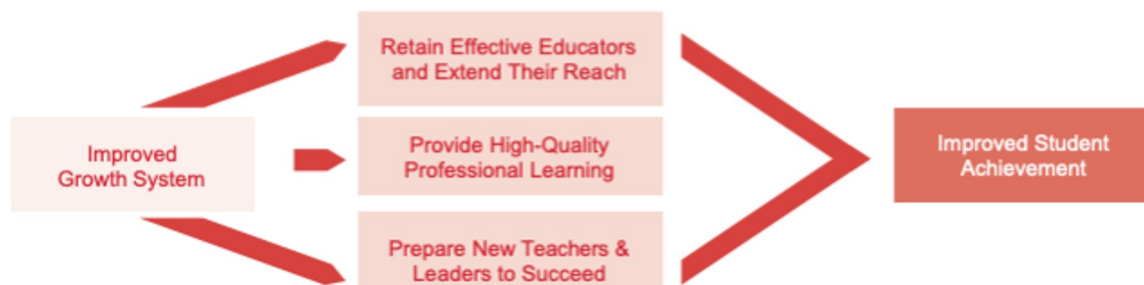 Retain Effective Educators
and Extend Their Reach
Improved
Growth System
Provide High-Quality
Professional Learning
Improved Student
Achievement
Prepare New Teachers &
Leaders to Succeed